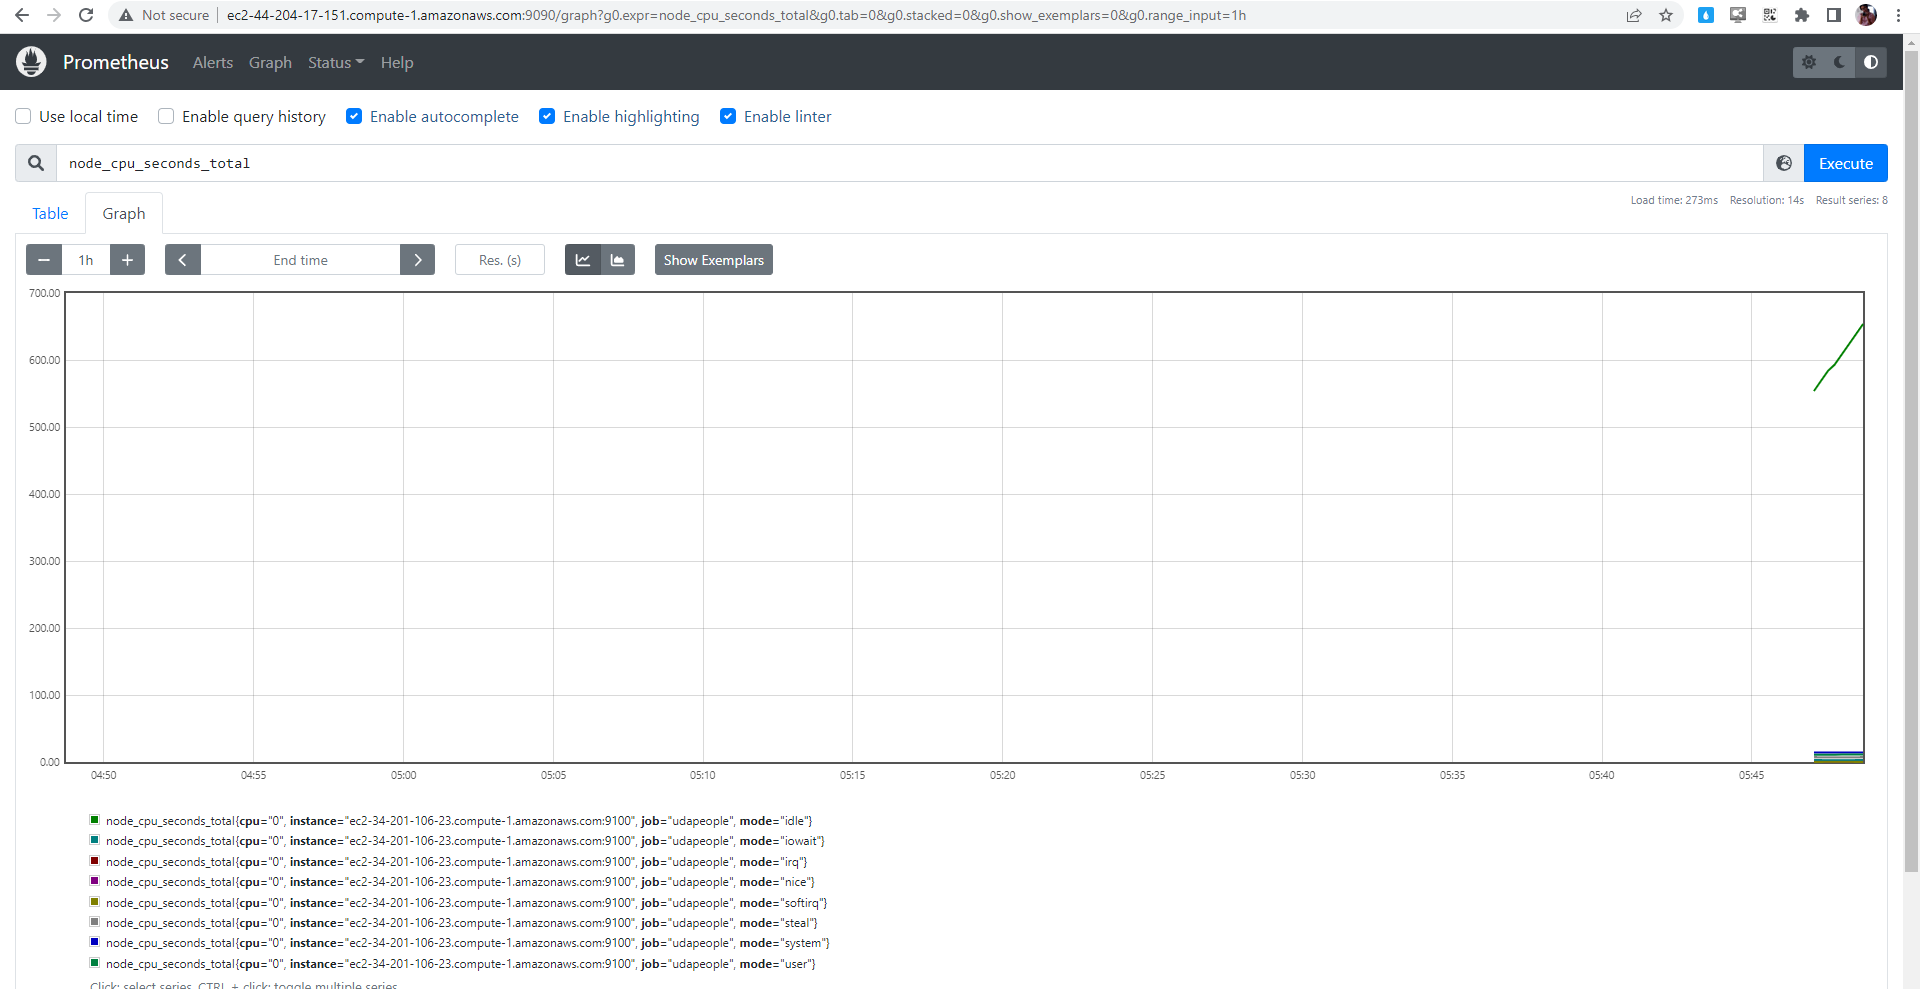 Not secure ec2-44-204-17-151.compute-1.amazonaws.com:9090/graph?g0.expr=node_cpu_seconds_total&g0.tab=0&g0.stacked=0&g0.show_exemplars=0&g0.range_input=1h
Prometheus Alerts Graph Status Help
Use local time Enable query history Enable autocomplete Enable highlighting Enable linter
node_cpu_seconds_total Execute
Load time: 273ms Resolution: 14s Result series: 8
Table Graph
1h End time Res. (s) Show Exemplars
700.00
600.00
500.00
400.00
300.00
200.00
100.00
0.00
04:50 04:55 05:00 05:05 05:10 05:15 05:20 05:25 05:30 05:35 05:40 05:45
node_cpu_seconds_total{cpu="0", instance="ec2-34-201-106-23.compute-1.amazonaws.com:9100", job="udapeople", mode="idle"}
node_cpu_seconds_total{cpu="0", instance="ec2-34-201-106-23.compute-1.amazonaws.com:9100", job="udapeople", mode="iowait"}
node_cpu_seconds_total{cpu="0", instance="ec2-34-201-106-23.compute-1.amazonaws.com:9100", job="udapeople", mode="irq"}
node_cpu_seconds_total{cpu="0", instance="ec2-34-201-106-23.compute-1.amazonaws.com:9100", job="udapeople", mode="nice"}
node_cpu_seconds_total{cpu="0", instance="ec2-34-201-106-23.compute-1.amazonaws.com:9100", job="udapeople", mode="softirq"}
node_cpu_seconds_total{cpu="0", instance="ec2-34-201-106-23.compute-1.amazonaws.com:9100", job="udapeople", mode="steal"}
node_cpu_seconds_total{cpu="0", instance="ec2-34-201-106-23.compute-1.amazonaws.com:9100", job="udapeople", mode="system"}
node_cpu_seconds_total{cpu="0", instance="ec2-34-201-106-23.compute-1.amazonaws.com:9100", job="udapeople", mode="user"}
Click: select series, CTRL + click: toggle multiple series